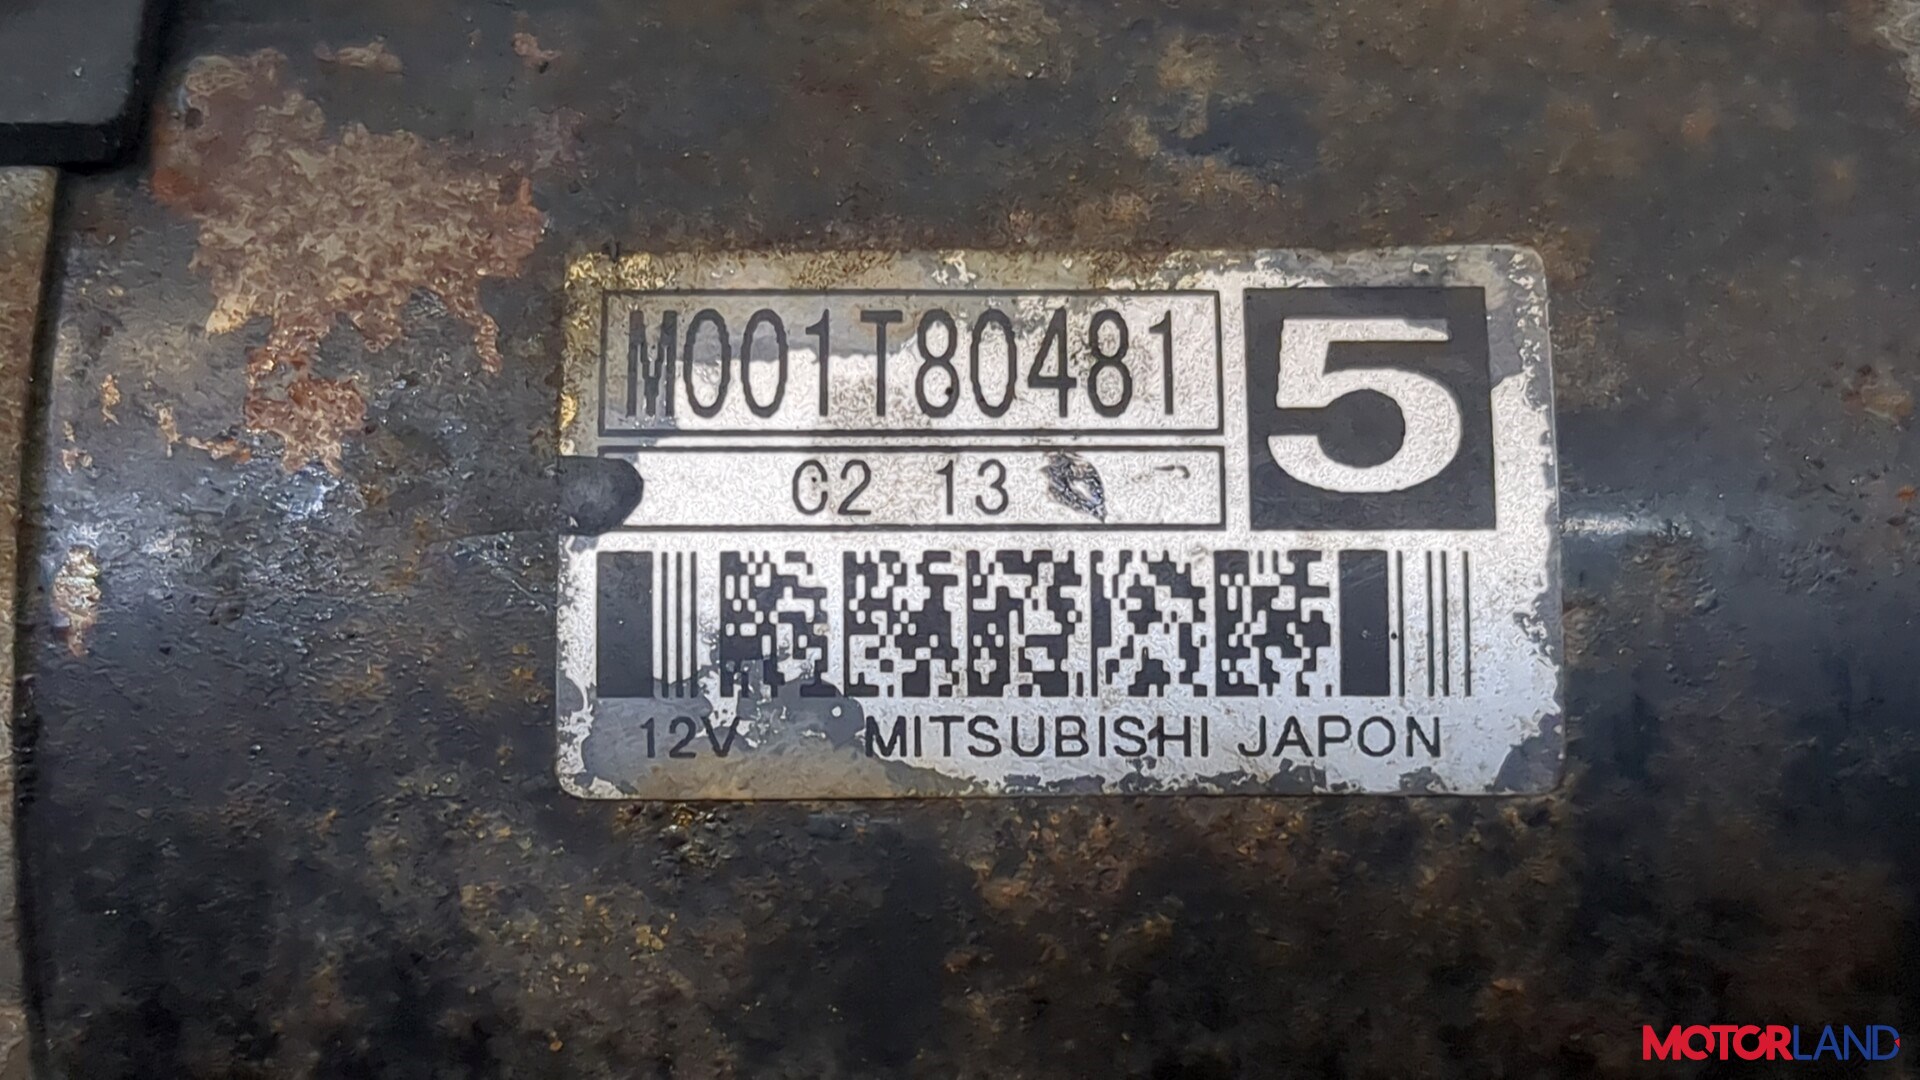 M001T80481
5
C2 13
12V MITSUBISHI JAPON
MOTORLAND